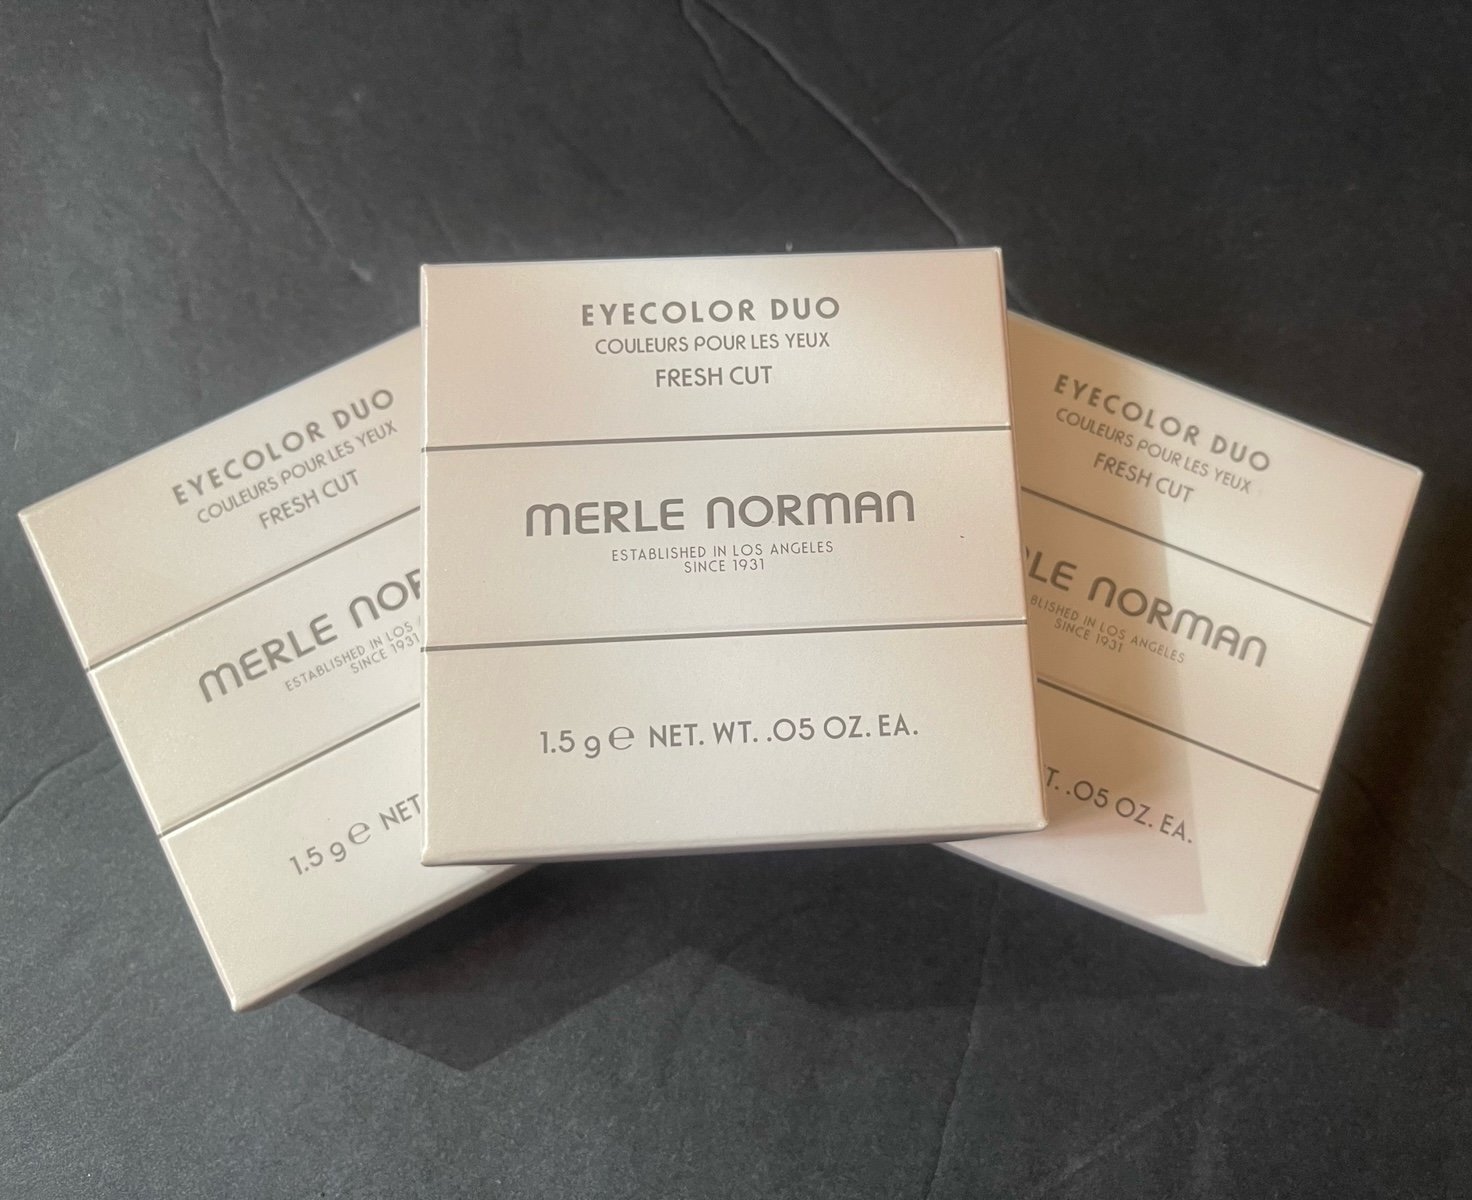 EYECOLOR DUO
COULEURS POUR LES YEUX
FRESH CUT
MERLE NOR
ESTABLISHED IN LOS
SINCE 1931
1.5 g ℮ NET
EYECOLOR DUO
COULEURS POUR LES YEUX
FRESH CUT
MERLE NORMAN
ESTABLISHED IN LOS ANGELES
SINCE 1931
1.5 g ℮ NET. WT. .05 OZ. EA.
EYECOLOR DUO
COULEURS POUR LES YEUX
FRESH CUT
LE NORMAN
BLISHED IN LOS ANGELES
SINCE 1931
T. .05 OZ. EA.